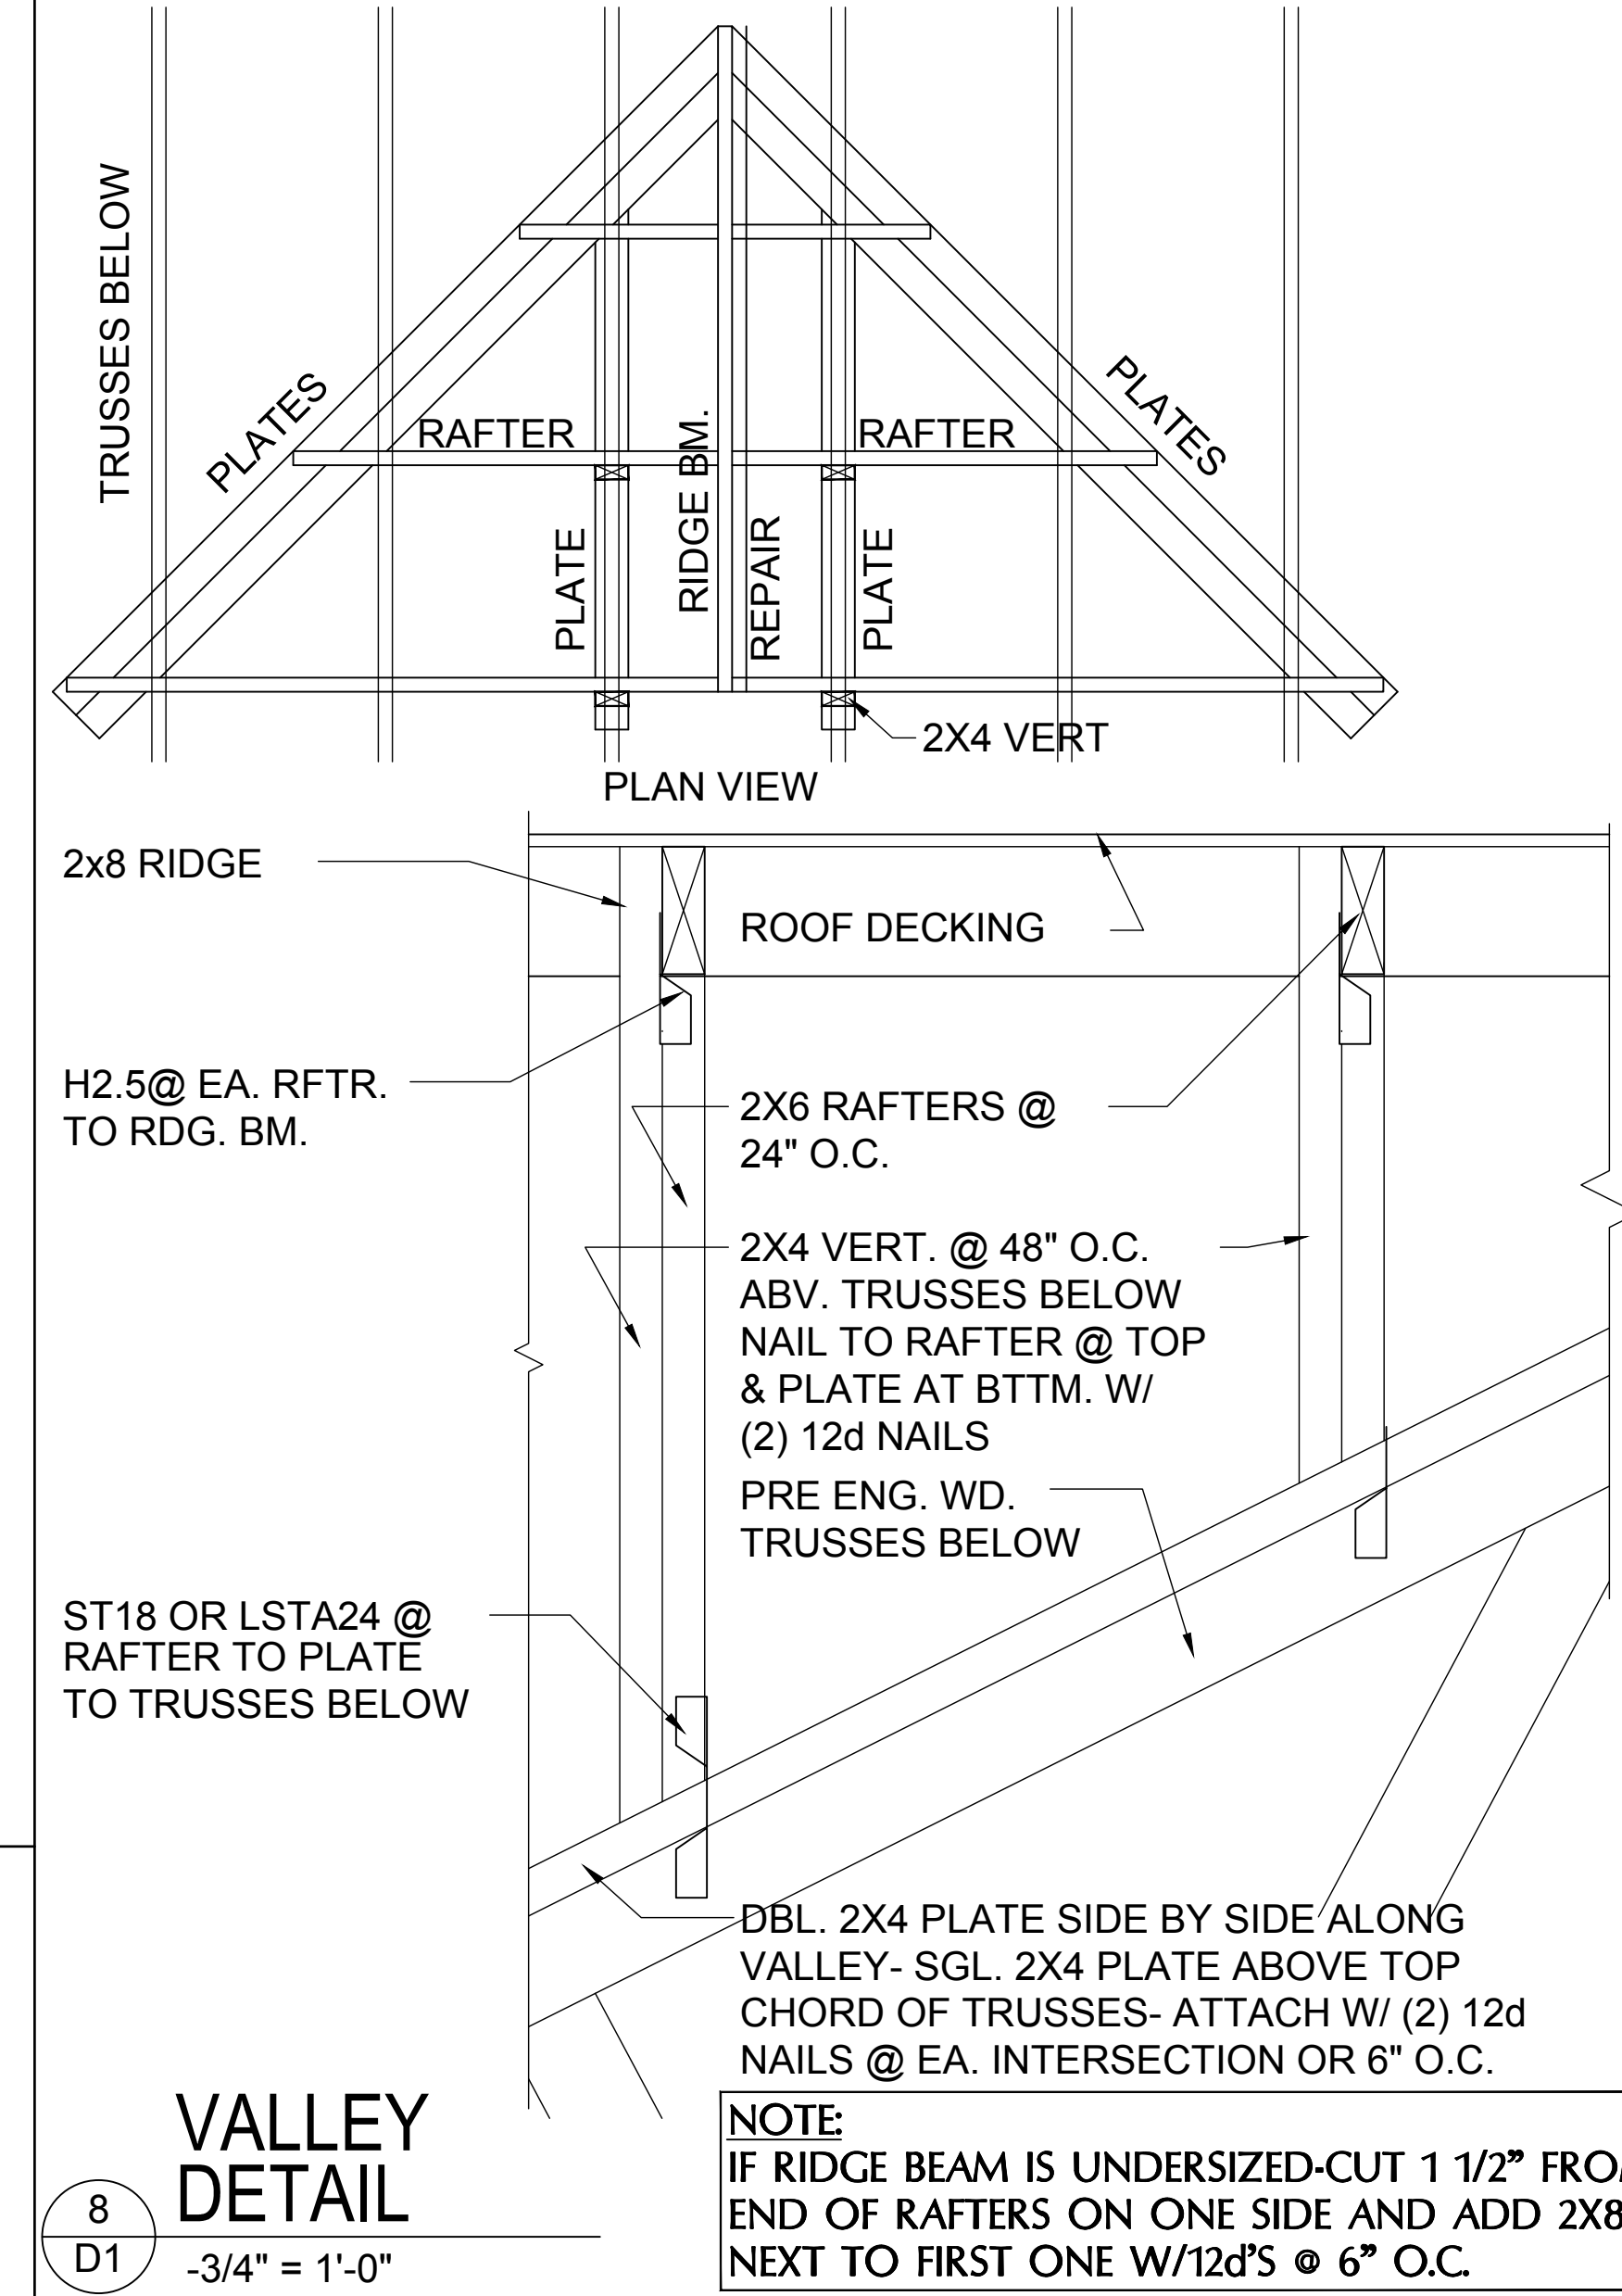 TRUSSES BELOW
PLATES
RAFTER
RIDGE BM.
REPAIR
RAFTER
PLATES
PLATE
PLATE
2X4 VERT
PLAN VIEW
2x8 RIDGE
ROOF DECKING
H2.5@ EA. RFTR.
TO RDG. BM.
2X6 RAFTERS @
24" O.C.
2X4 VERT. @ 48" O.C.
ABV. TRUSSES BELOW
NAIL TO RAFTER @ TOP
& PLATE AT BTTM. W/
(2) 12d NAILS
PRE ENG. WD.
TRUSSES BELOW
ST18 OR LSTA24 @
RAFTER TO PLATE
TO TRUSSES BELOW
DBL. 2X4 PLATE SIDE BY SIDE ALONG
VALLEY- SGL. 2X4 PLATE ABOVE TOP
CHORD OF TRUSSES- ATTACH W/ (2) 12d
NAILS @ EA. INTERSECTION OR 6" O.C.
VALLEY
DETAIL
8
D1
-3/4" = 1'-0"
NOTE:
IF RIDGE BEAM IS UNDERSIZED-CUT 1 1/2” 
END OF RAFTERS ON ONE SIDE AND ADD 2X8
NEXT TO FIRST ONE W/12d’S @ 6” O.C.